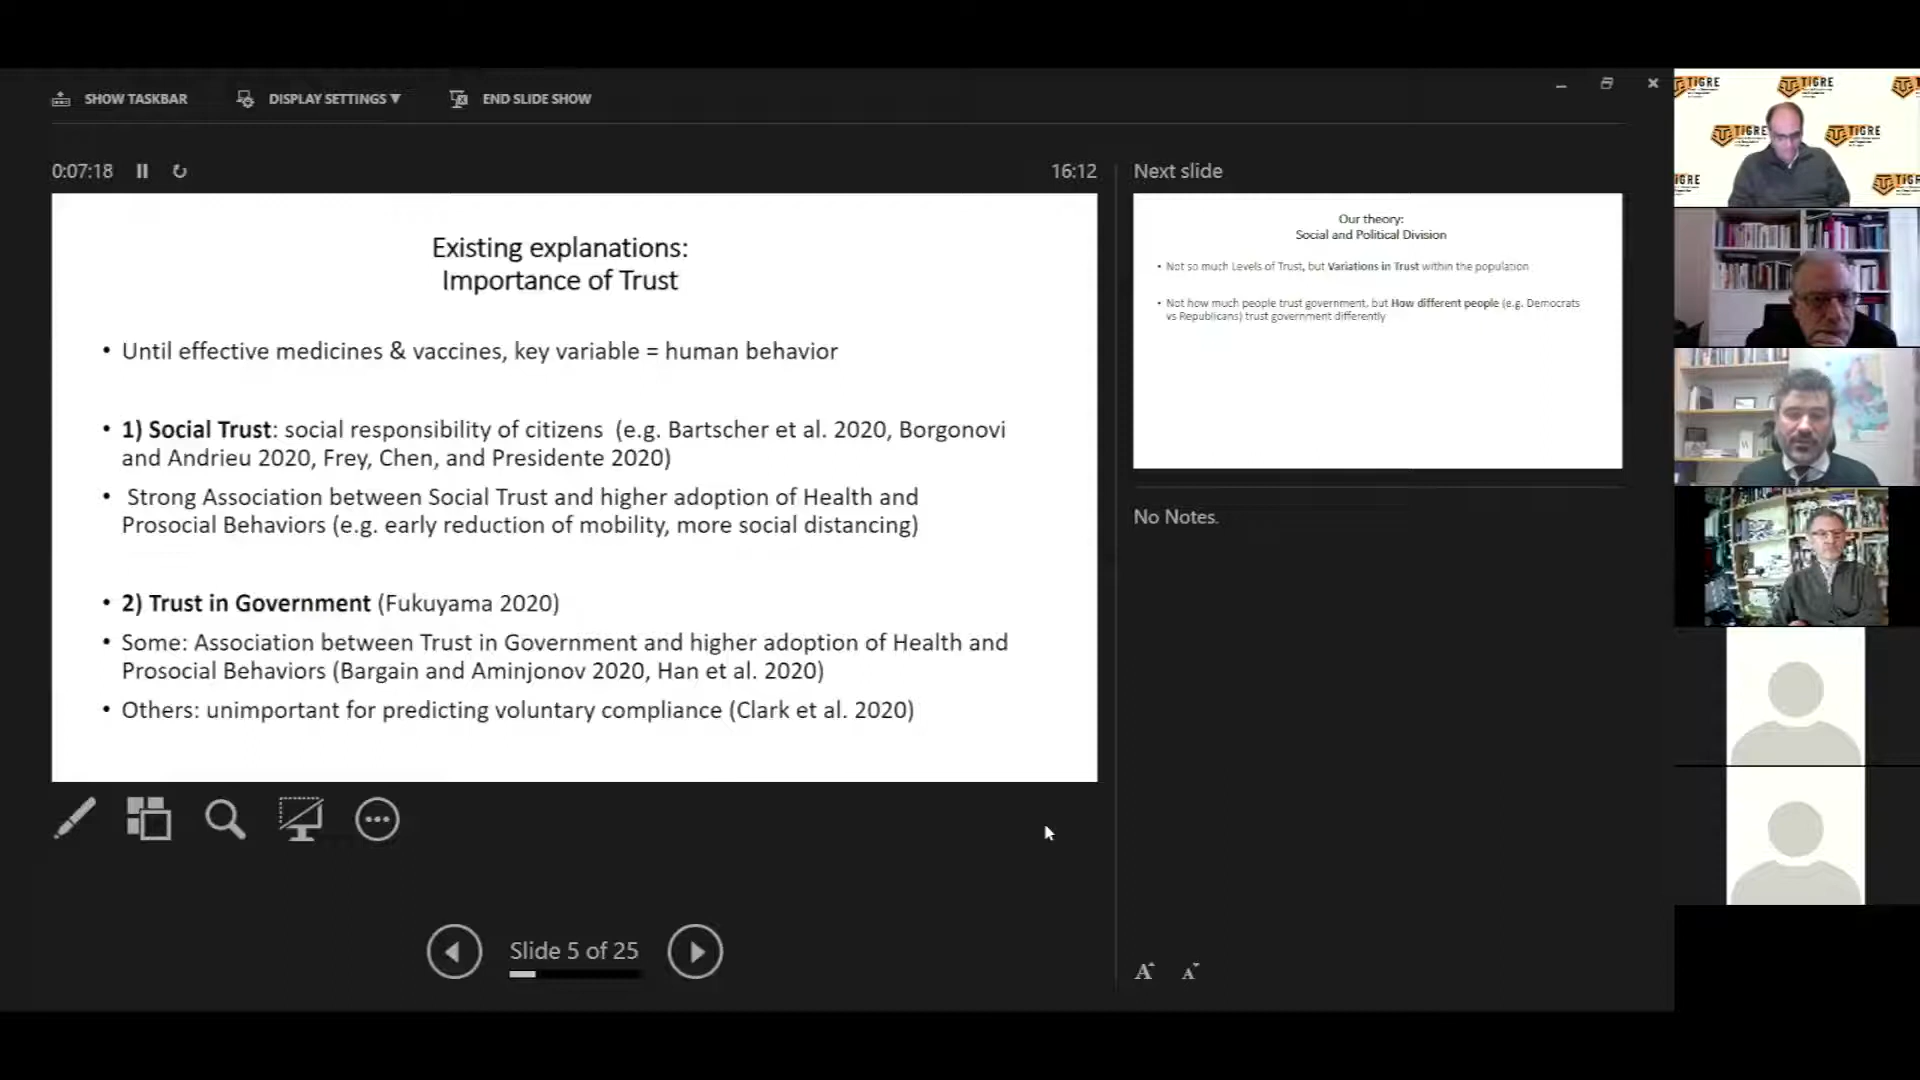 SHOW TASKBAR
DISPLAY SETTINGS ▼
END SLIDE SHOW
0:07:18
16:12
Existing explanations:
Importance of Trust
• Until effective medicines & vaccines, key variable = human behavior
• 1) Social Trust: social responsibility of citizens (e.g. Bartscher et al. 2020, Borgonovi
and Andrieu 2020, Frey, Chen, and Presidente 2020)
• Strong Association between Social Trust and higher adoption of Health and
Prosocial Behaviors (e.g. early reduction of mobility, more social distancing)
• 2) Trust in Government (Fukuyama 2020)
• Some: Association between Trust in Government and higher adoption of Health and
Prosocial Behaviors (Bargain and Aminjonov 2020, Han et al. 2020)
• Others: unimportant for predicting voluntary compliance (Clark et al. 2020)
Slide 5 of 25
Next slide
Our theory:
Social and Political Division
• Not so much Levels of Trust, but Variations in Trust within the population
• Not how much people trust government, but How different people (e.g. Democrats
vs Republicans) trust government differently
No Notes.
A A
TIGRE
TIGRE
TIGRE
TIGRE
IGRE
TIGRE